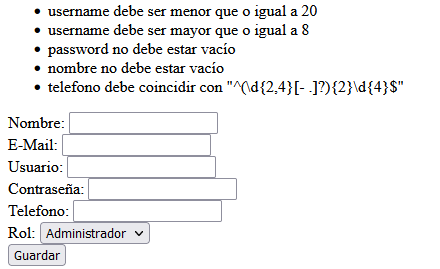 • username debe ser menor que o igual a 20
• username debe ser mayor que o igual a 8
• password no debe estar vacío
• nombre no debe estar vacío
• telefono debe coincidir con "^(\d{2,4}[- .]?){2}\d{4}$"
Nombre:
E-Mail:
Usuario:
Contraseña:
Telefono:
Rol: Administrador
Guardar